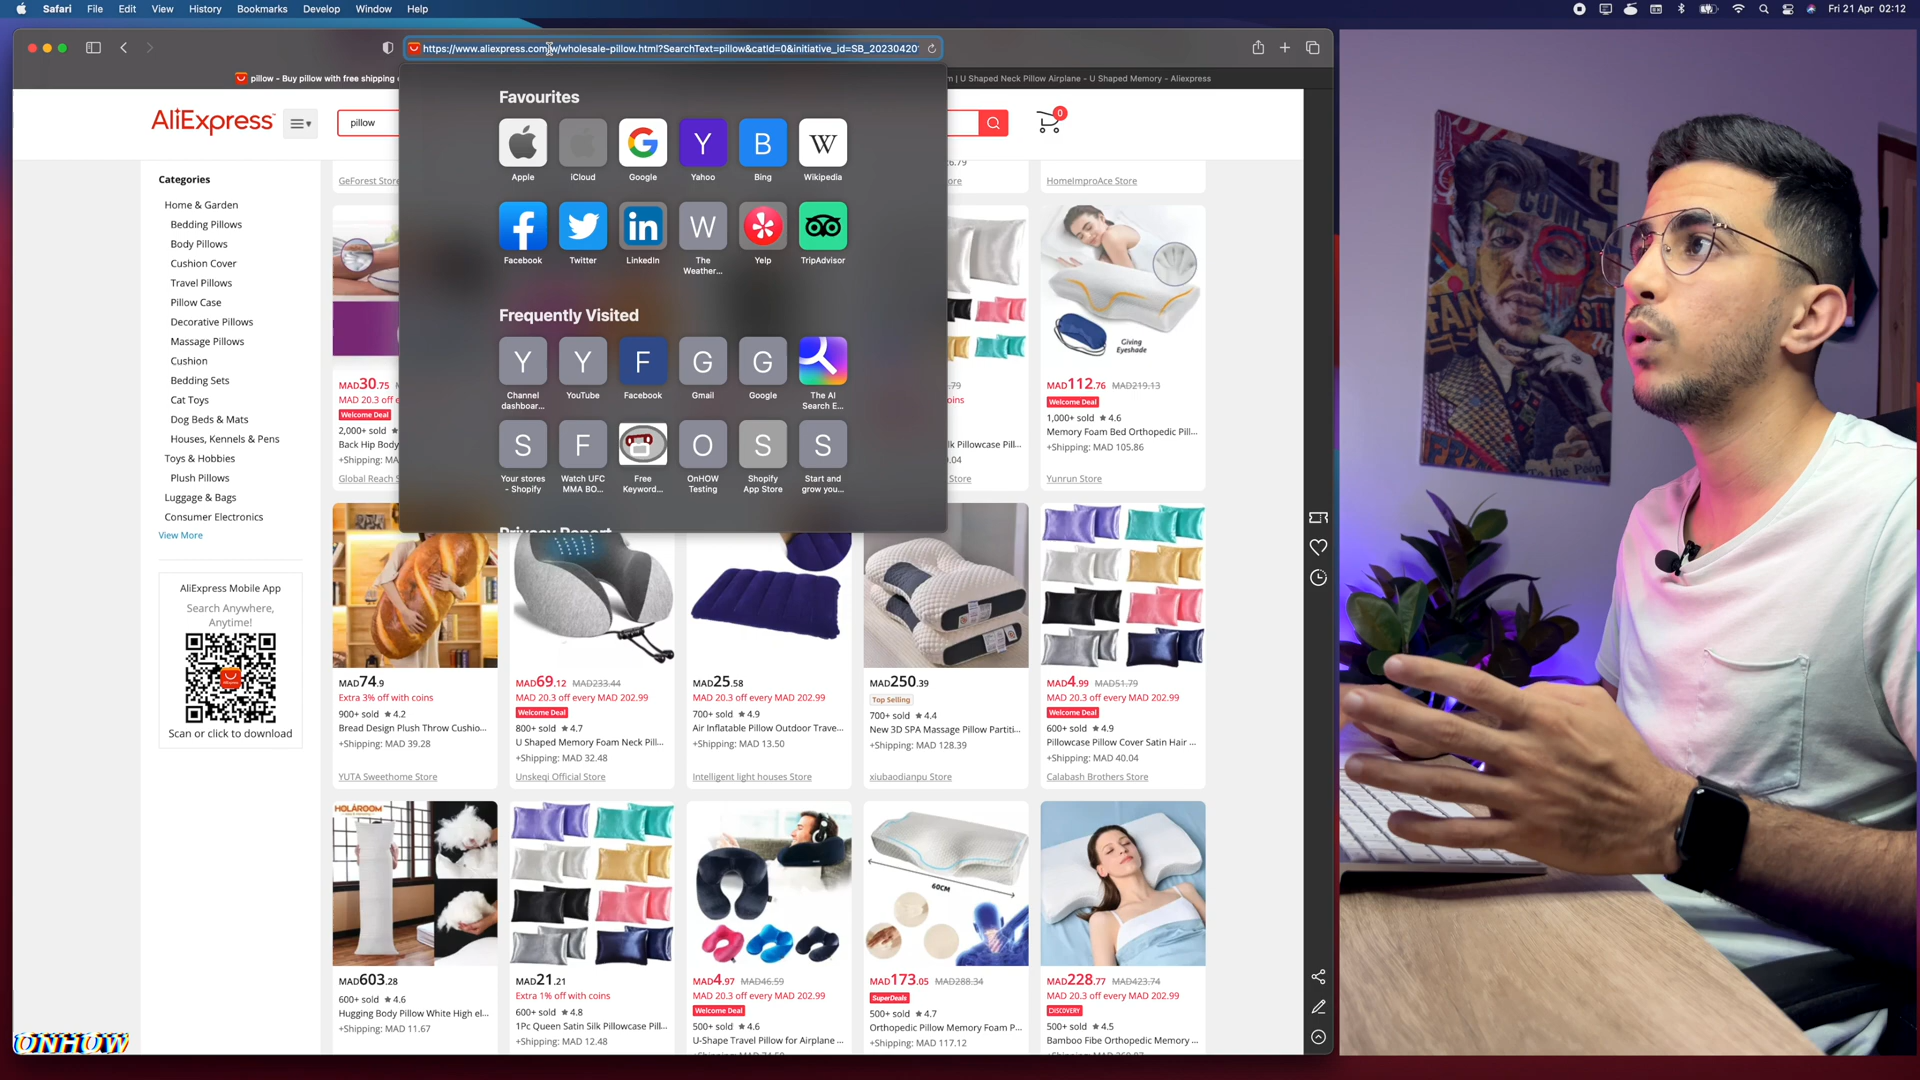 Safari File Edit View History Bookmarks Develop Window Help
Fri 21 Apr 02:12
https://www.aliexpress.com/w/wholesale-pillow.html?SearchText=pillow&catId=0&initiative_id=SB_20230420
pillow - Buy pillow with free shipping
| U Shaped Neck Pillow Airplane - U Shaped Memory - Aliexpress
AliExpress
pillow
0
Favourites
Apple iCloud Google Yahoo Bing Wikipedia
Facebook Twitter LinkedIn The Weather... Yelp TripAdvisor
Frequently Visited
Channel dashboar... YouTube Facebook Gmail Google The AI Search E...
Your stores - Shopify Watch UFC MMA BO... Free Keyword... OnHOW Testing Shopify App Store Start and grow you...
Privacy Report
Categories
Home & Garden
Bedding Pillows
Body Pillows
Cushion Cover
Travel Pillows
Pillow Case
Decorative Pillows
Massage Pillows
Cushion
Bedding Sets
Cat Toys
Dog Beds & Mats
Houses, Kennels & Pens
Toys & Hobbies
Plush Pillows
Luggage & Bags
Consumer Electronics
View More
AliExpress Mobile App
Search Anywhere,
Anytime!
Scan or click to download
GeForest Store
HomeImproAce Store
MAD30.75
MAD 20.3 off e
Welcome Deal
2,000+ sold
Back Hip Body
+Shipping: MA
Global Reach S
Giving
Eyeshade
MAD112.76 MAD219.13
Welcome Deal
1,000+ sold 4.6
Memory Foam Bed Orthopedic Pill...
+Shipping: MAD 105.86
Yunrun Store
MAD74.9
Extra 3% off with coins
900+ sold 4.2
Bread Design Plush Throw Cushio...
+Shipping: MAD 39.28
YUTA Sweethome Store
MAD69.12 MAD233.44
MAD 20.3 off every MAD 202.99
Welcome Deal
800+ sold 4.7
U Shaped Memory Foam Neck Pill...
+Shipping: MAD 32.48
Unskeqi Official Store
MAD25.58
MAD 20.3 off every MAD 202.99
700+ sold 4.9
Air Inflatable Pillow Outdoor Trave...
+Shipping: MAD 13.50
Intelligent light houses Store
MAD250.39
Top Selling
700+ sold 4.4
New 3D SPA Massage Pillow Partiti...
+Shipping: MAD 128.39
xiubaodianpu Store
MAD4.99 MAD51.79
MAD 20.3 off every MAD 202.99
Welcome Deal
600+ sold 4.9
Pillowcase Pillow Cover Satin Hair ...
+Shipping: MAD 40.04
Calabash Brothers Store
HOLAROOM
MAD603.28
600+ sold 4.6
Hugging Body Pillow White High el...
+Shipping: MAD 11.67
MAD21.21
Extra 1% off with coins
600+ sold 4.8
1Pc Queen Satin Silk Pillowcase Pill...
+Shipping: MAD 12.48
MAD4.97 MAD46.59
MAD 20.3 off every MAD 202.99
Welcome Deal
500+ sold 4.6
U-Shape Travel Pillow for Airplane ...
60CM
MAD173.05 MAD288.34
SuperDeals
500+ sold 4.7
Orthopedic Pillow Memory Foam P...
+Shipping: MAD 117.12
MAD228.77 MAD423.74
MAD 20.3 off every MAD 202.99
DISCOVERY
500+ sold 4.5
Bamboo Fibe Orthopedic Memory ...
ONHOW